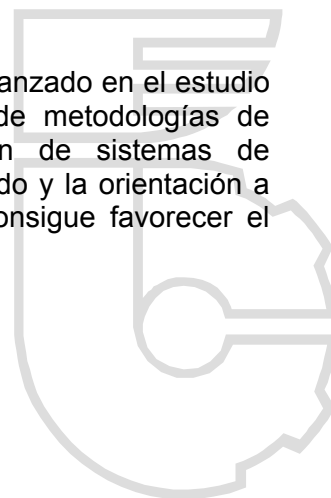 anzado en el estudio
de metodologías de
n de sistemas de
do y la orientación a
onsigue favorecer el